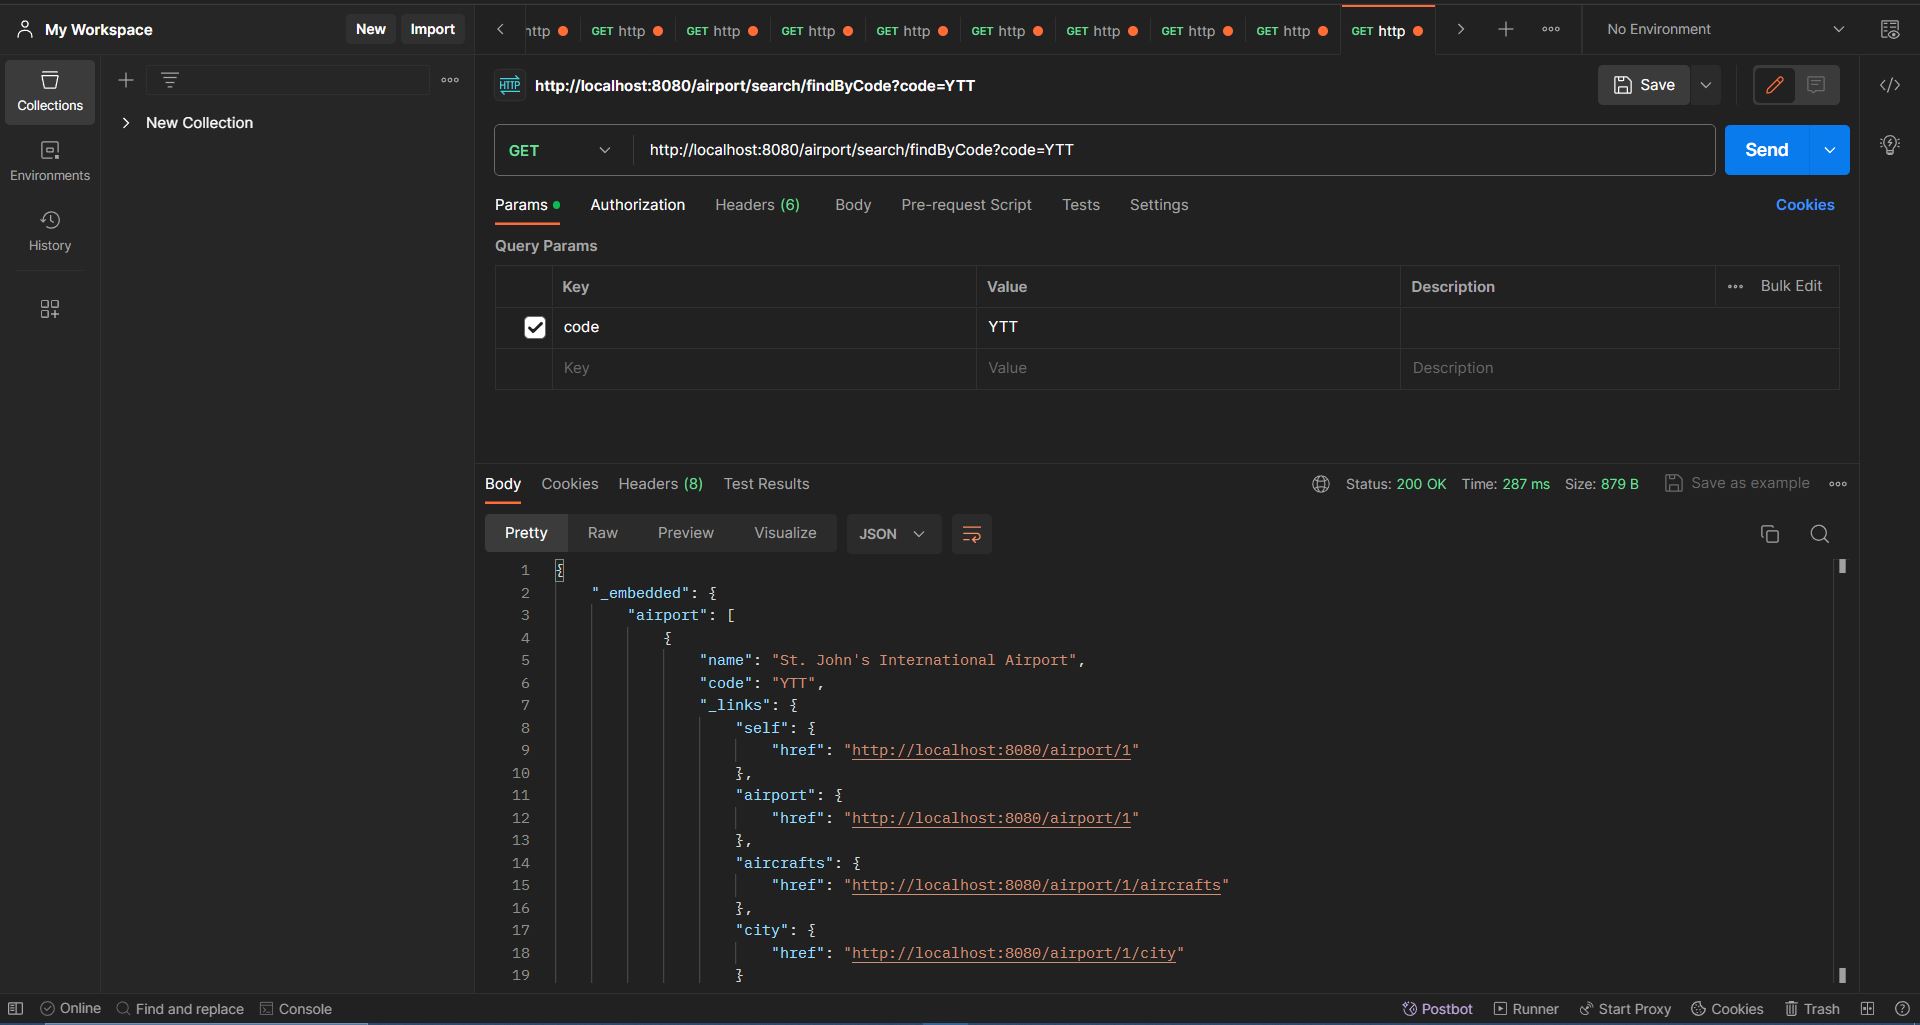 My Workspace
New
Import
http
GET http
GET http
GET http
GET http
GET http
GET http
GET http
GET http
GET http
No Environment
Collections
Environments
History
New Collection
HTTP
http://localhost:8080/airport/search/findByCode?code=YTT
Save
GET
http://localhost:8080/airport/search/findByCode?code=YTT
Send
Params
Authorization
Headers (6)
Body
Pre-request Script
Tests
Settings
Cookies
Query Params
Key
Value
Description
Bulk Edit
code
YTT
Key
Value
Description
Body
Cookies
Headers (8)
Test Results
Status: 200 OK
Time: 287 ms
Size: 879 B
Save as example
Pretty
Raw
Preview
Visualize
JSON
1 {
2 "_embedded": {
3 "airport": [
4 {
5 "name": "St. John's International Airport",
6 "code": "YTT",
7 "_links": {
8 "self": {
9 "href": "http://localhost:8080/airport/1"
10 },
11 "airport": {
12 "href": "http://localhost:8080/airport/1"
13 },
14 "aircrafts": {
15 "href": "http://localhost:8080/airport/1/aircrafts"
16 },
17 "city": {
18 "href": "http://localhost:8080/airport/1/city"
19 }
Online
Find and replace
Console
Postbot
Runner
Start Proxy
Cookies
Trash